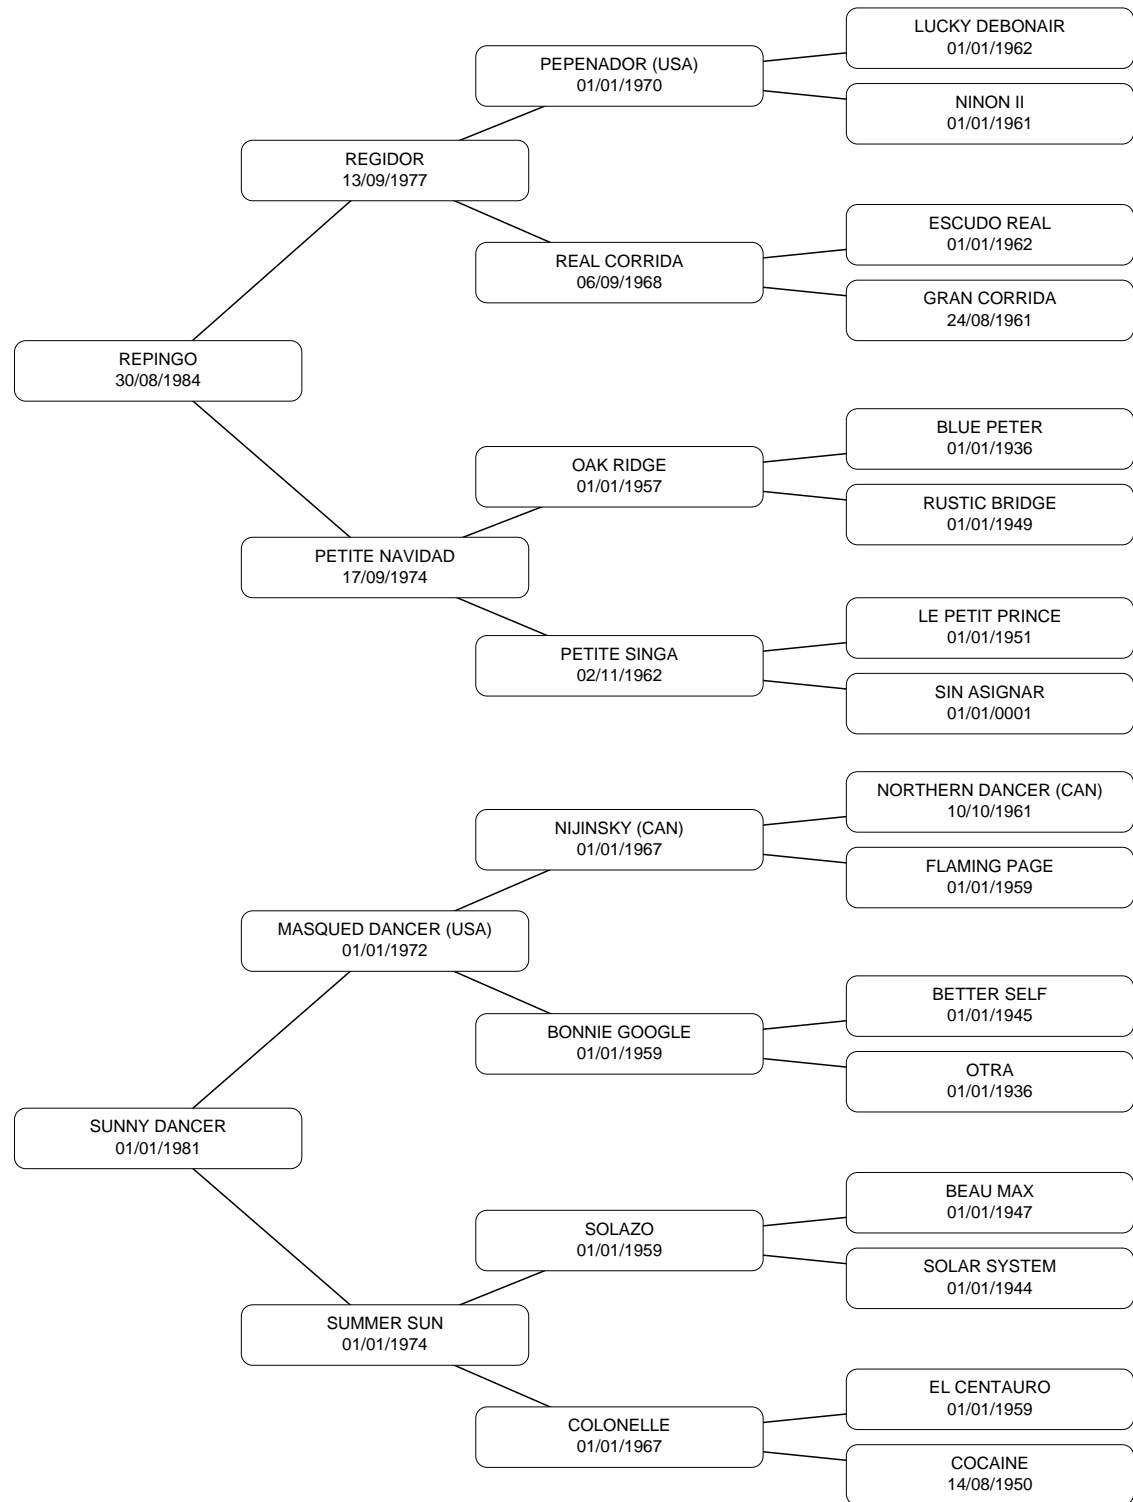 LUCKY DEBONAIR
01/01/1962
PEPENADOR (USA)
01/01/1970
NINON II
01/01/1961
REGIDOR
13/09/1977
ESCUDO REAL
01/01/1962
REAL CORRIDA
06/09/1968
GRAN CORRIDA
24/08/1961
REPINGO
30/08/1984
BLUE PETER
01/01/1936
OAK RIDGE
01/01/1957
RUSTIC BRIDGE
01/01/1949
PETITE NAVIDAD
17/09/1974
LE PETIT PRINCE
01/01/1951
PETITE SINGA
02/11/1962
SIN ASIGNAR
01/01/0001
NORTHERN DANCER (CAN)
10/10/1961
NIJINSKY (CAN)
01/01/1967
FLAMING PAGE
01/01/1959
MASQUED DANCER (USA)
01/01/1972
BETTER SELF
01/01/1945
BONNIE GOOGLE
01/01/1959
OTRA
01/01/1936
SUNNY DANCER
01/01/1981
BEAU MAX
01/01/1947
SOLAZO
01/01/1959
SOLAR SYSTEM
01/01/1944
SUMMER SUN
01/01/1974
EL CENTAURO
01/01/1959
COLONELLE
01/01/1967
COCAINE
14/08/1950